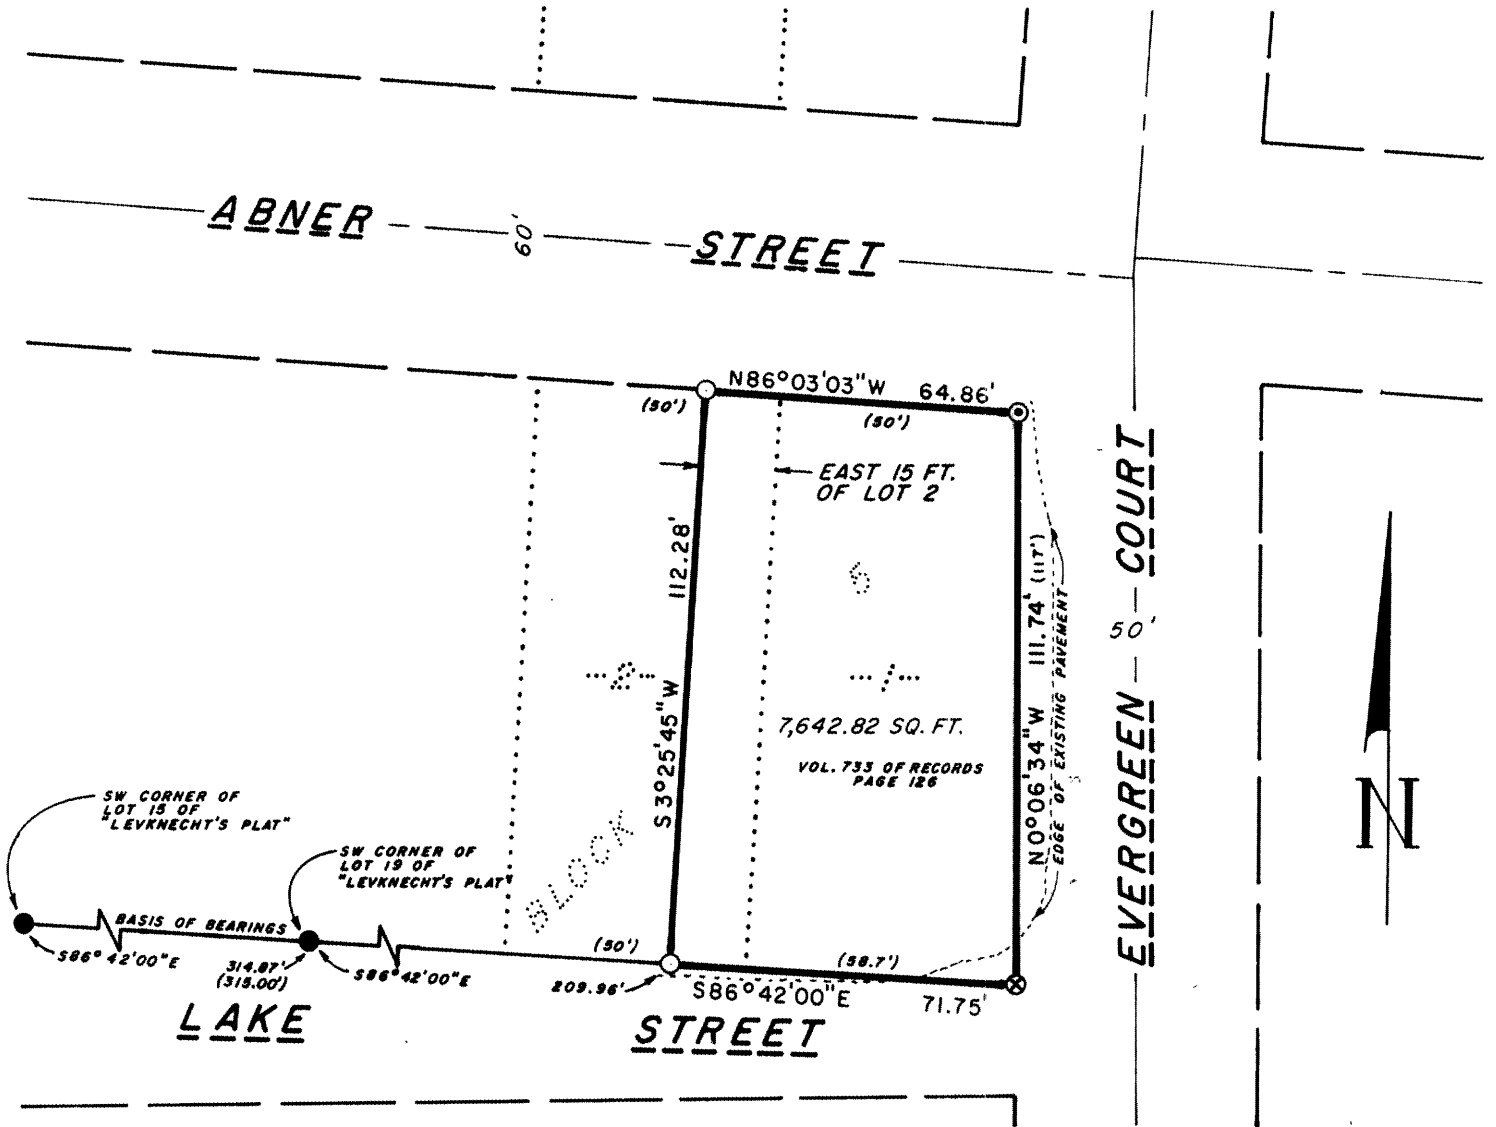 ABNER STREET
60'
N86°03'03"W 64.86'
(50')
(50')
EAST 15 FT.
OF LOT 2
112.28'
S 3°25'45"W
5
2
1
7,642.82 SQ. FT.
VOL. 733 OF RECORDS
PAGE 126
N0°06'34"W 111.74' (117')
EDGE OF EXISTING PAVEMENT
EVERGREEN COURT
50'
N
BLOCK
SW CORNER OF
LOT 15 OF
"LEVKNECHT'S PLAT"
SW CORNER OF
LOT 19 OF
"LEVKNECHT'S PLAT"
BASIS OF BEARINGS
S86°42'00"E
314.87'
(315.00')
S86°42'00"E
(50')
(58.7')
209.96'
S86°42'00"E
71.75'
LAKE STREET